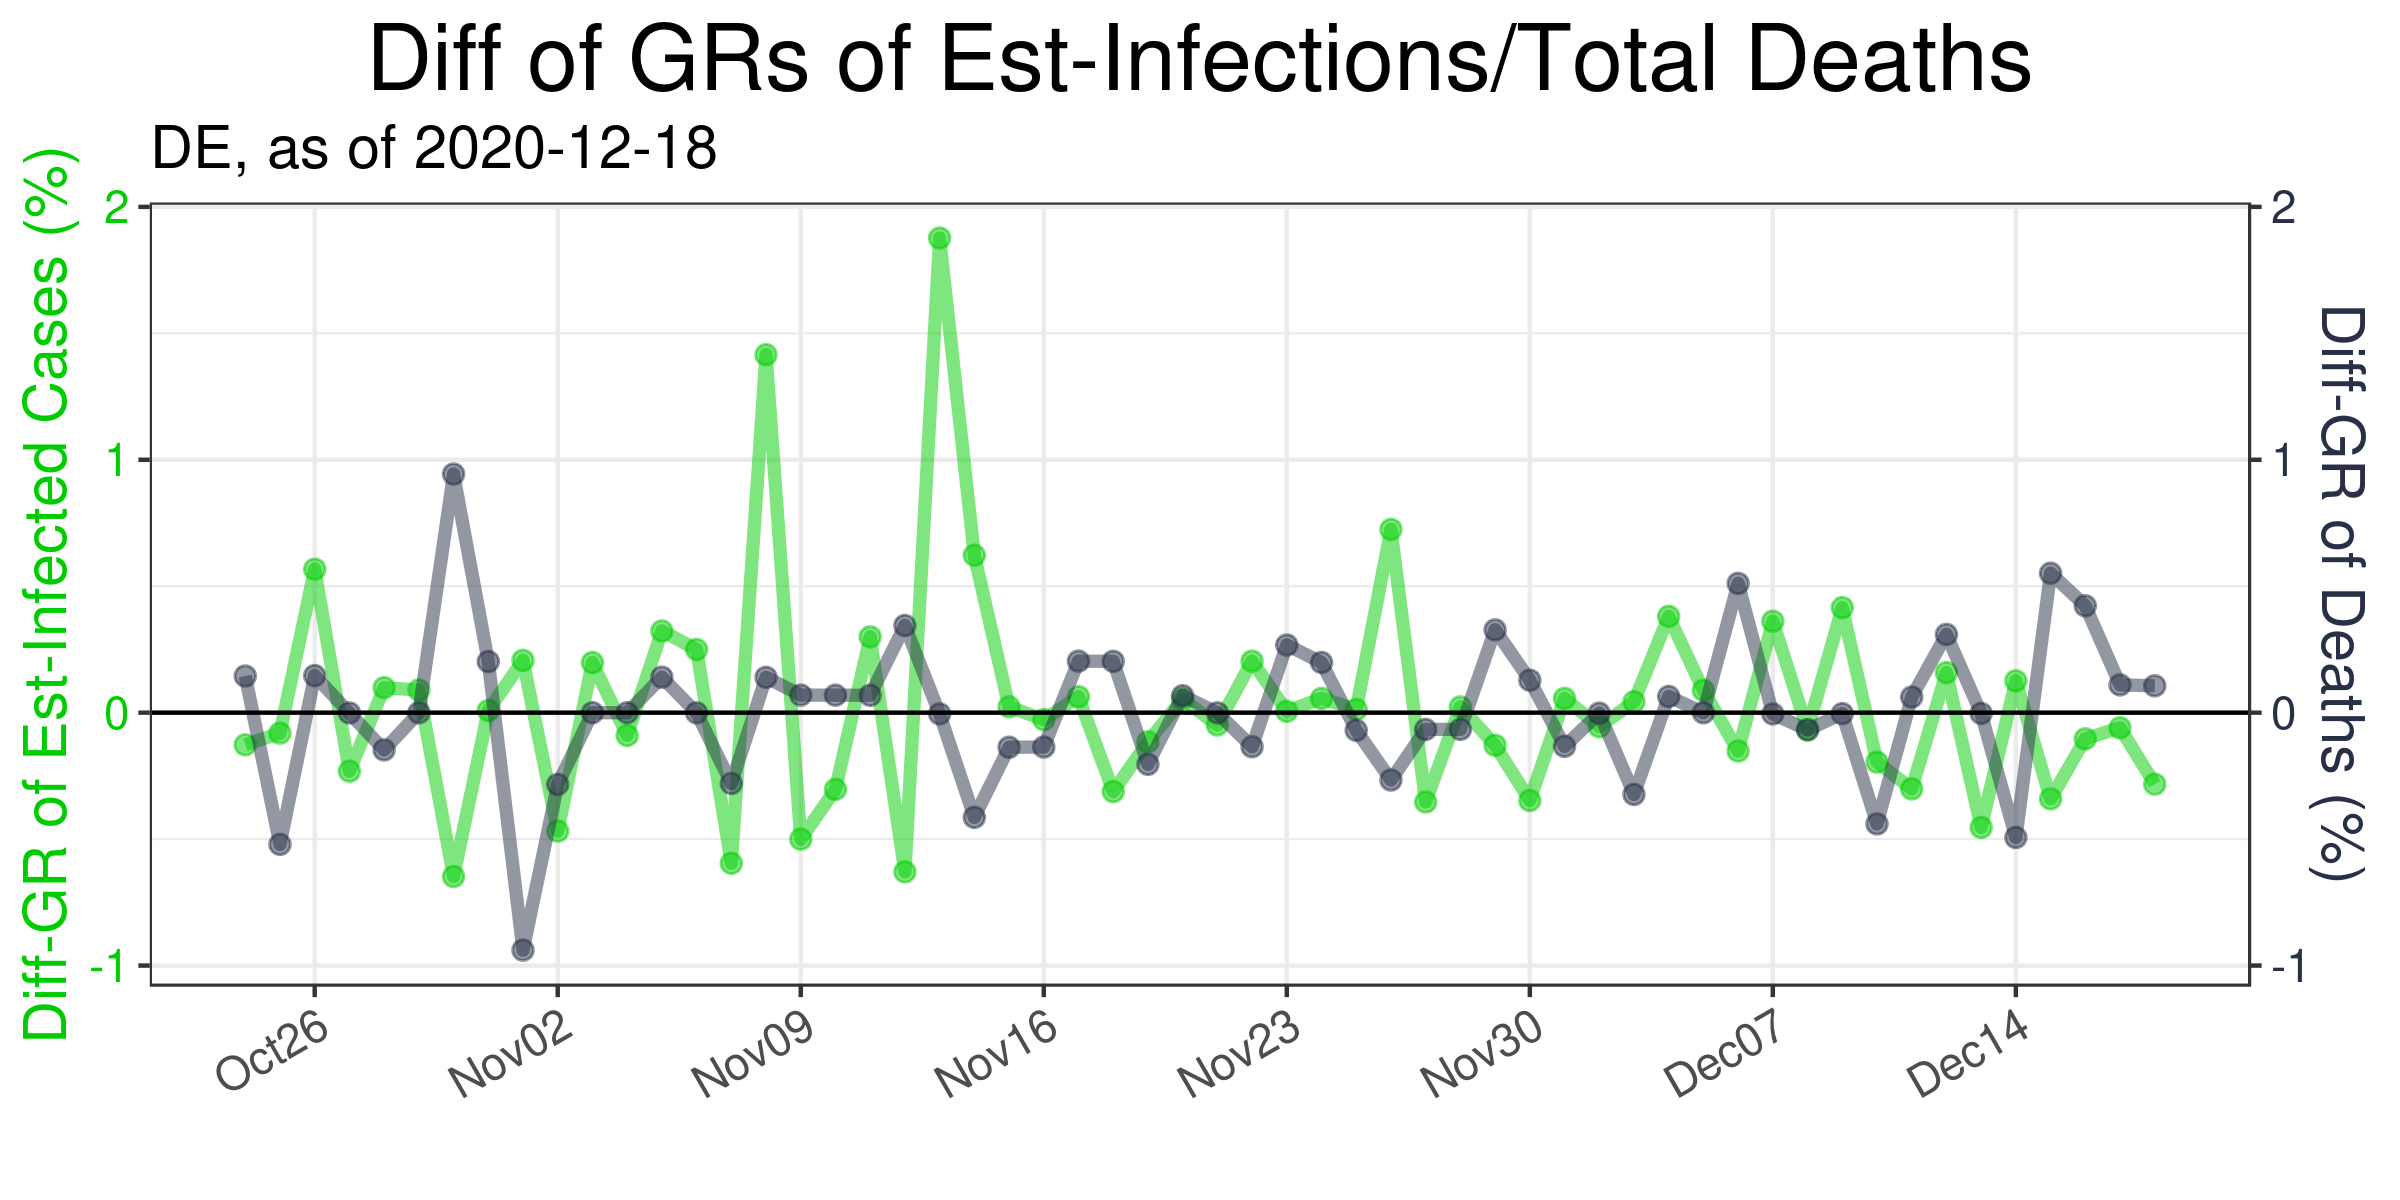 Diff of GRs of Est-Infections/Total Deaths
DE, as of 2020-12-18
Diff-GR of Est-Infected Cases (%)
2
1
0
-1
2
1
0
-1
Diff-GR of Deaths (%)
Oct26
Nov02
Nov09
Nov16
Nov23
Nov30
Dec07
Dec14